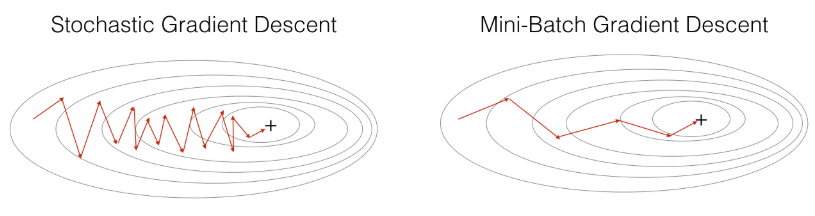 Stochastic Gradient Descent
Mini-Batch Gradient Descent